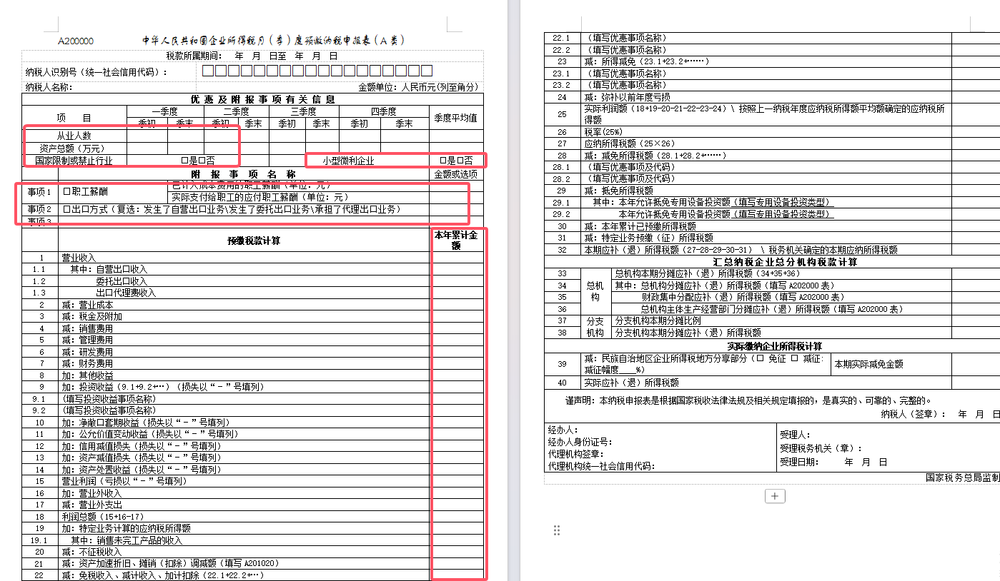 A200000 中华人民共和国企业所得税月（季）度预缴纳税申报表（A 类）
税款所属期间： 年 月 日至 年 月 日
纳税人识别号（统一社会信用代码）： □□□□□□□□□□□□□□□□□□
纳税人名称： 金额单位：人民币元(列至角分)
优 惠 及 附 报 事 项 有 关 信 息
项 目 一季度 二季度 三季度 四季度 季度平均值
季初 季末 季初 季末 季初 季末 季初 季末
从业人数
资产总额（万元）
国家限制或禁止行业 □是□否 小型微利企业 □是□否
附 报 事 项 名 称 金额或选项
事项 1 □职工薪酬 已计入成本费用的职工薪酬（单位：元）
实际支付给职工的应付职工薪酬（单位：元）
事项 2 □出口方式（复选：发生了自营出口业务\发生了委托出口业务\承担了代理出口业务）
事项 3
预缴税款计算 本年累计金额
1 营业收入
1.1 其中：自营出口收入
1.2 委托出口收入
1.3 出口代理费收入
2 减：营业成本
3 减：税金及附加
4 减：销售费用
5 减：管理费用
6 减：研发费用
7 减：财务费用
8 加：其他收益
9 加：投资收益（9.1+9.2+…）（损失以“－”号填列）
9.1 (填写投资收益事项名称)
9.2 (填写投资收益事项名称)
10 加：净敞口套期收益（损失以“－”号填列）
11 加：公允价值变动收益（损失以“－”号填列）
12 加：信用减值损失（损失以“－”号填列）
13 加：资产减值损失（损失以“－”号填列）
14 加：资产处置收益（损失以“－”号填列）
15 营业利润（亏损以“－”号填列）
16 加：营业外收入
17 减：营业外支出
18 利润总额（15+16-17）
19 加：特定业务计算的应纳税所得额
19.1 其中：销售未完工产品的收入
20 减：不征税收入
21 减：资产加速折旧、摊销（扣除）调减额（填写 A201020）
22 减：免税收入、减计收入、加计扣除（22.1+22.2+…）
22.1 （填写优惠事项名称）
22.2 （填写优惠事项名称）
23 减：所得减免（23.1+23.2+……）
23.1 （填写优惠事项名称）
23.2 （填写优惠事项名称）
24 减：弥补以前年度亏损
25 实际利润额（18+19-20-21-22-23-24）\ 按照上一纳税年度应纳税所得额平均额确定的应纳税所
得额
26 税率(25%)
27 应纳所得税额（25×26）
28 减：减免所得税额（28.1+28.2+……）
28.1 （填写优惠事项及代码）
28.2 （填写优惠事项及代码）
29 减：抵免所得税额
29.1 其中：本年允许抵免专用设备投资额（填写专用设备投资类型）
29.2 本年允许抵免专用设备投资额（填写专用设备投资类型）
30 减：本年累计已预缴所得税额
31 减：特定业务预缴（征）所得税额
32 本期应补（退）所得税额（27-28-29-30-31） \ 税务机关确定的本期应纳所得税额
汇总纳税企业总分机构税款计算
33 总机构 总机构本期分摊应补（退）所得税额（34+35+36）
34 其中：总机构分摊应补（退）所得税额（填写 A202000 表）
35 财政集中分配应补（退）所得税额（填写 A202000 表）
36 总机构主体生产经营部门分摊应补（退）所得税额（填写 A202000 表）
37 分支机构 分支机构本期分摊比例
38 分支机构本期分摊应补（退）所得税额
实际缴纳企业所得税计算
39 减：民族自治地区企业所得税地方分享部分（□ 免征 □ 减征:
减征幅度____%） 本期实际减免金额
40 实际应补（退）所得税额
谨声明：本纳税申报表是根据国家税收法律法规及相关规定填报的，是真实的、可靠的、完整的。
纳税人（签章）： 年 月 日
经办人：
经办人身份证号：
代理机构签章：
代理机构统一社会信用代码：
受理人：
受理税务机关（章）：
受理日期： 年 月 日
国家税务总局监制